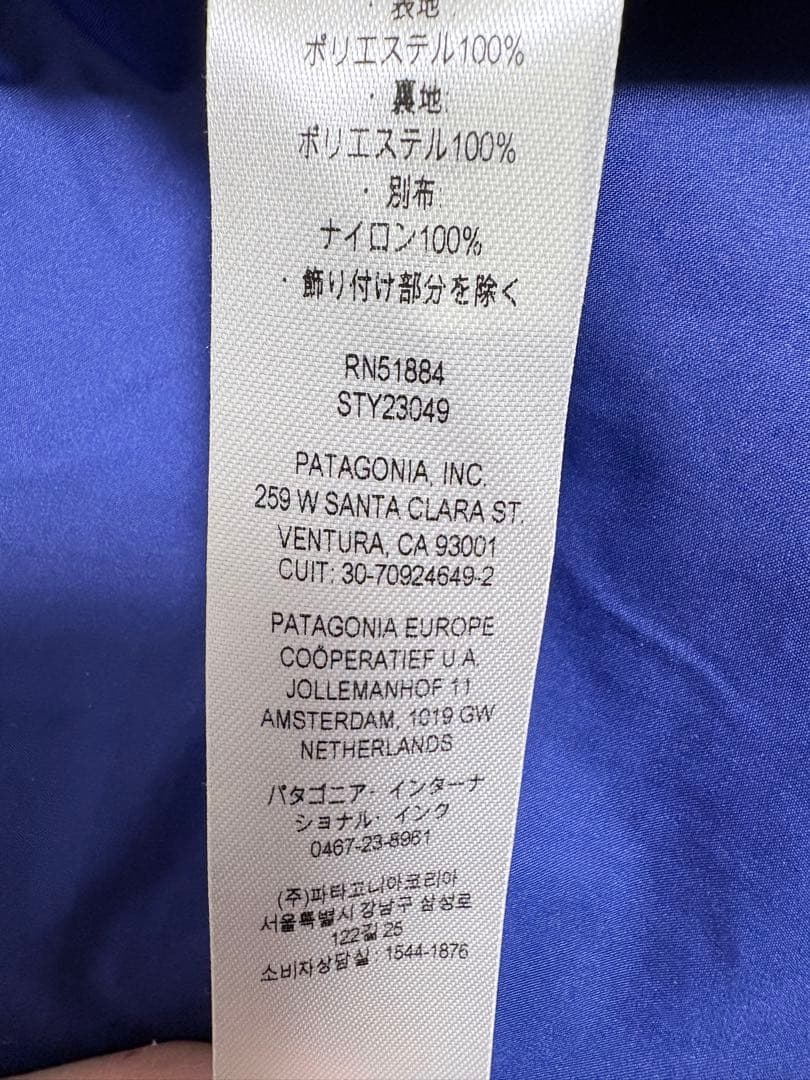 ・表地:
ポリエステル100%
・裏地:
ポリエステル100%
・別布:
ナイロン100%
・飾り付け部分を除く
RN51884
STY23049
PATAGONIA, INC.
259 W SANTA CLARA ST.
VENTURA, CA 93001
CUIT: 30-70924649-2
PATAGONIA EUROPE
COÖPERATIEF U.A.
JOLLEMANHOF 11
AMSTERDAM, 1019 GW
NETHERLANDS
パタゴニア・インターナ
ショナル・インク
0467-23-8961
(주)파타고니아코리아
서울특별시 강남구 삼성로
122길 25
소비자상담실: 1544-1876